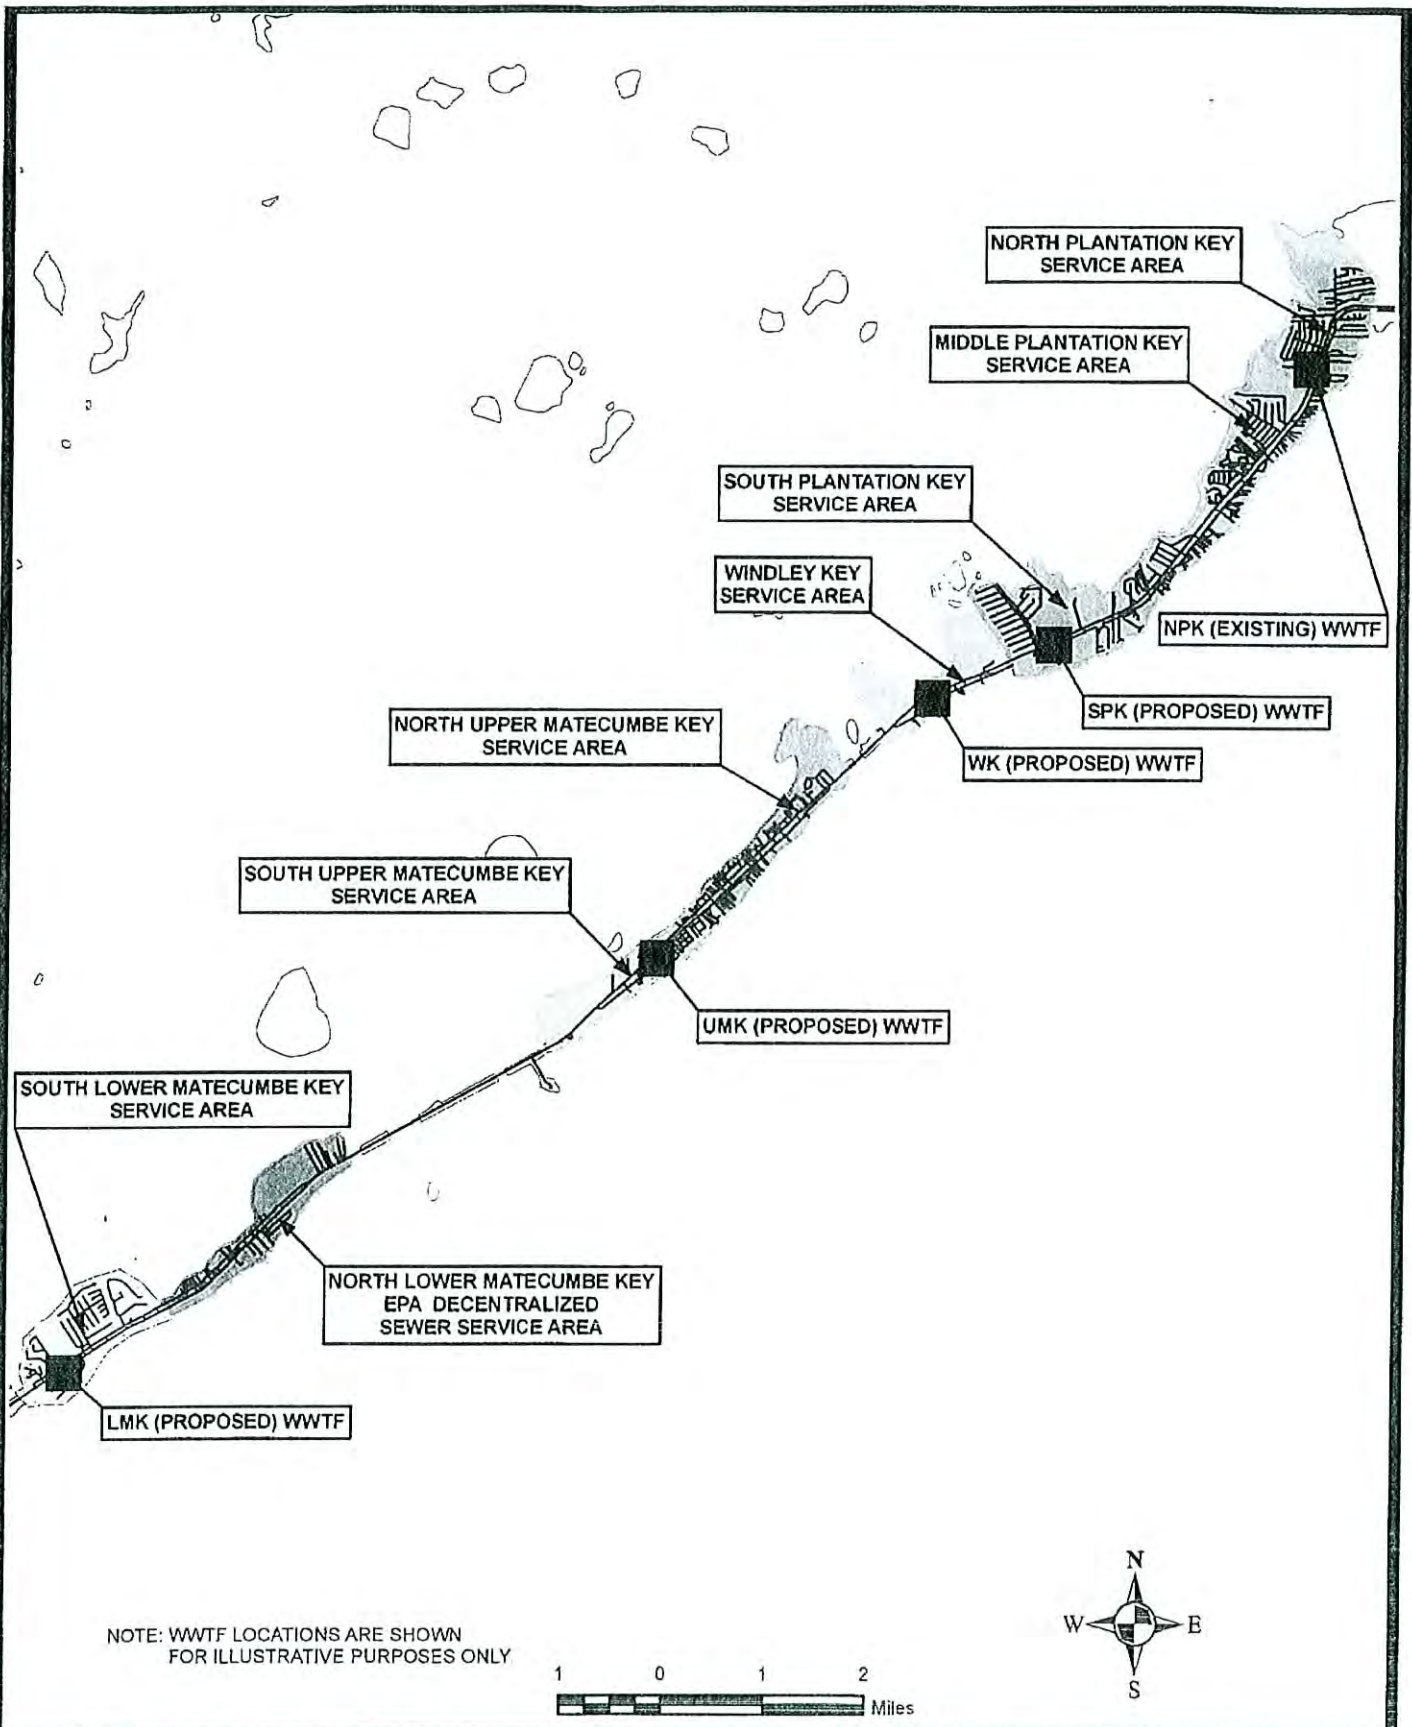 NORTH PLANTATION KEY
SERVICE AREA
MIDDLE PLANTATION KEY
SERVICE AREA
SOUTH PLANTATION KEY
SERVICE AREA
WINDLEY KEY
SERVICE AREA
NPK (EXISTING) WWTF
SPK (PROPOSED) WWTF
NORTH UPPER MATECUMBE KEY
SERVICE AREA
WK (PROPOSED) WWTF
SOUTH UPPER MATECUMBE KEY
SERVICE AREA
UMK (PROPOSED) WWTF
SOUTH LOWER MATECUMBE KEY
SERVICE AREA
NORTH LOWER MATECUMBE KEY
EPA DECENTRALIZED
SEWER SERVICE AREA
LMK (PROPOSED) WWTF
N
W E
S
NOTE: WWTF LOCATIONS ARE SHOWN
FOR ILLUSTRATIVE PURPOSES ONLY
1 0 1 2
Miles